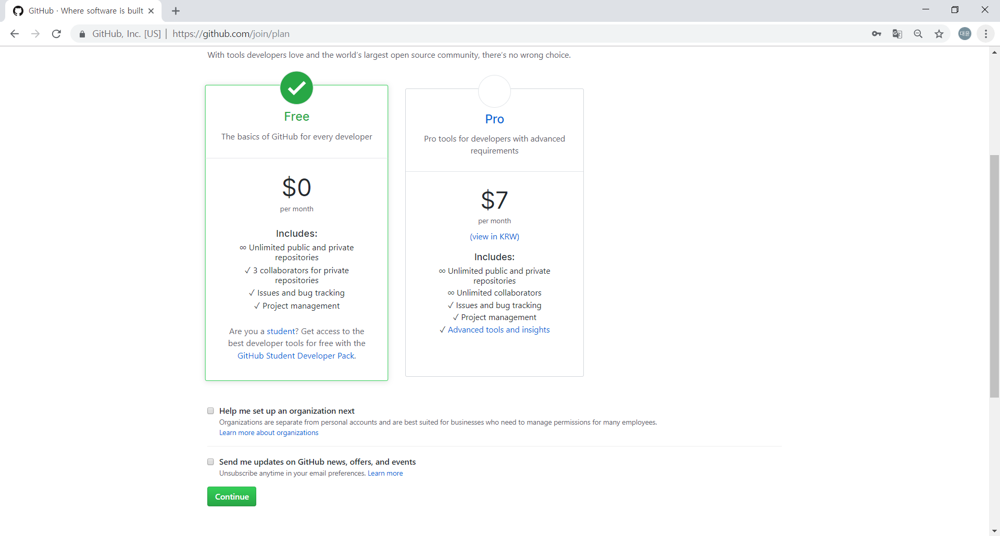 GitHub · Where software is built
GitHub, Inc. [US] | https://github.com/join/plan
대윤
With tools developers love and the world's largest open source community, there's no wrong choice.
Free
The basics of GitHub for every developer
$0
per month
Includes:
∞ Unlimited public and private
repositories
✓ 3 collaborators for private
repositories
✓ Issues and bug tracking
✓ Project management
Are you a student? Get access to the
best developer tools for free with the
GitHub Student Developer Pack.
Pro
Pro tools for developers with advanced
requirements
$7
per month
(view in KRW)
Includes:
∞ Unlimited public and private
repositories
∞ Unlimited collaborators
✓ Issues and bug tracking
✓ Project management
✓ Advanced tools and insights
Help me set up an organization next
Organizations are separate from personal accounts and are best suited for businesses who need to manage permissions for many employees.
Learn more about organizations
Send me updates on GitHub news, offers, and events
Unsubscribe anytime in your email preferences. Learn more
Continue